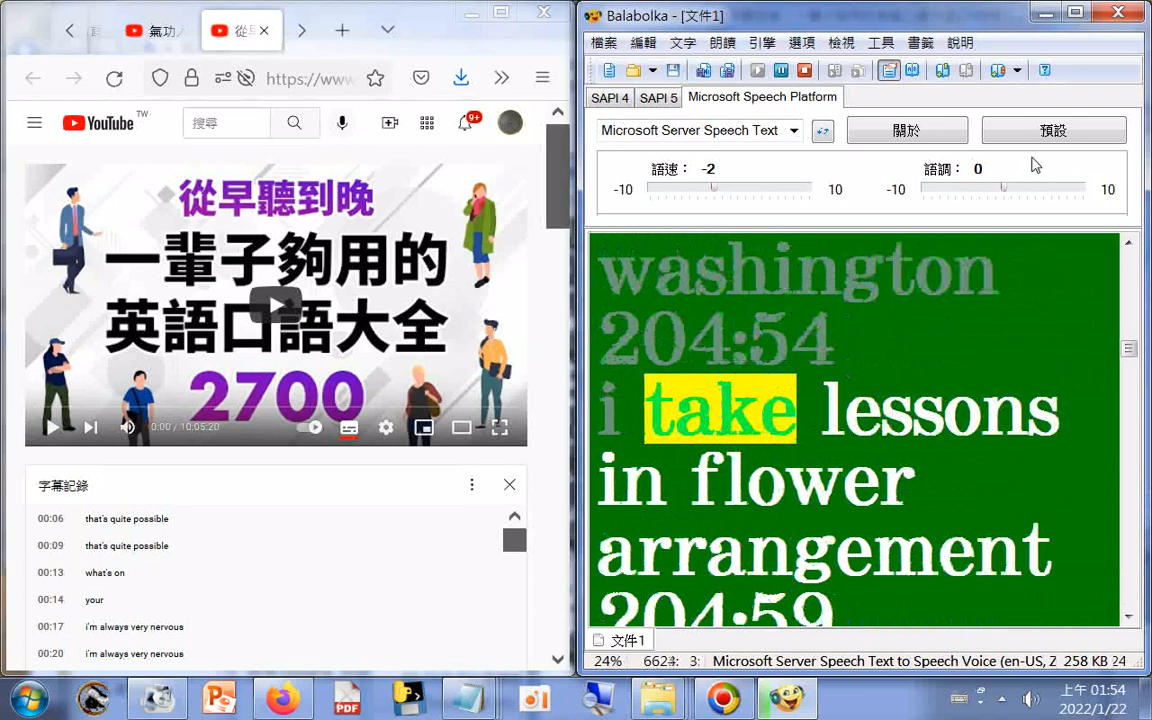 氣功
從
https://www
YouTube TW
搜尋
9+
從早聽到晚
一輩子夠用的
英語口語大全
2700
0:00 / 10:05:20
字幕記錄
00:06 that's quite possible
00:09 that's quite possible
00:13 what's on
00:14 your
00:17 i'm always very nervous
00:20 i'm always very nervous
Balabolka - [文件1]
檔案 編輯 文字 朗讀 引擎 選項 檢視 工具 書籤 說明
SAPI 4 SAPI 5 Microsoft Speech Platform
Microsoft Server Speech Text 關於 預設
語速： -2 語調： 0
-10 10 -10 10
washington
204:54
i take lessons
in flower
arrangement
204:59
文件1
24% 6624: 3: Microsoft Server Speech Text to Speech Voice (en-US, Z 258 KB 24
PDF
上午 01:54
2022/1/22